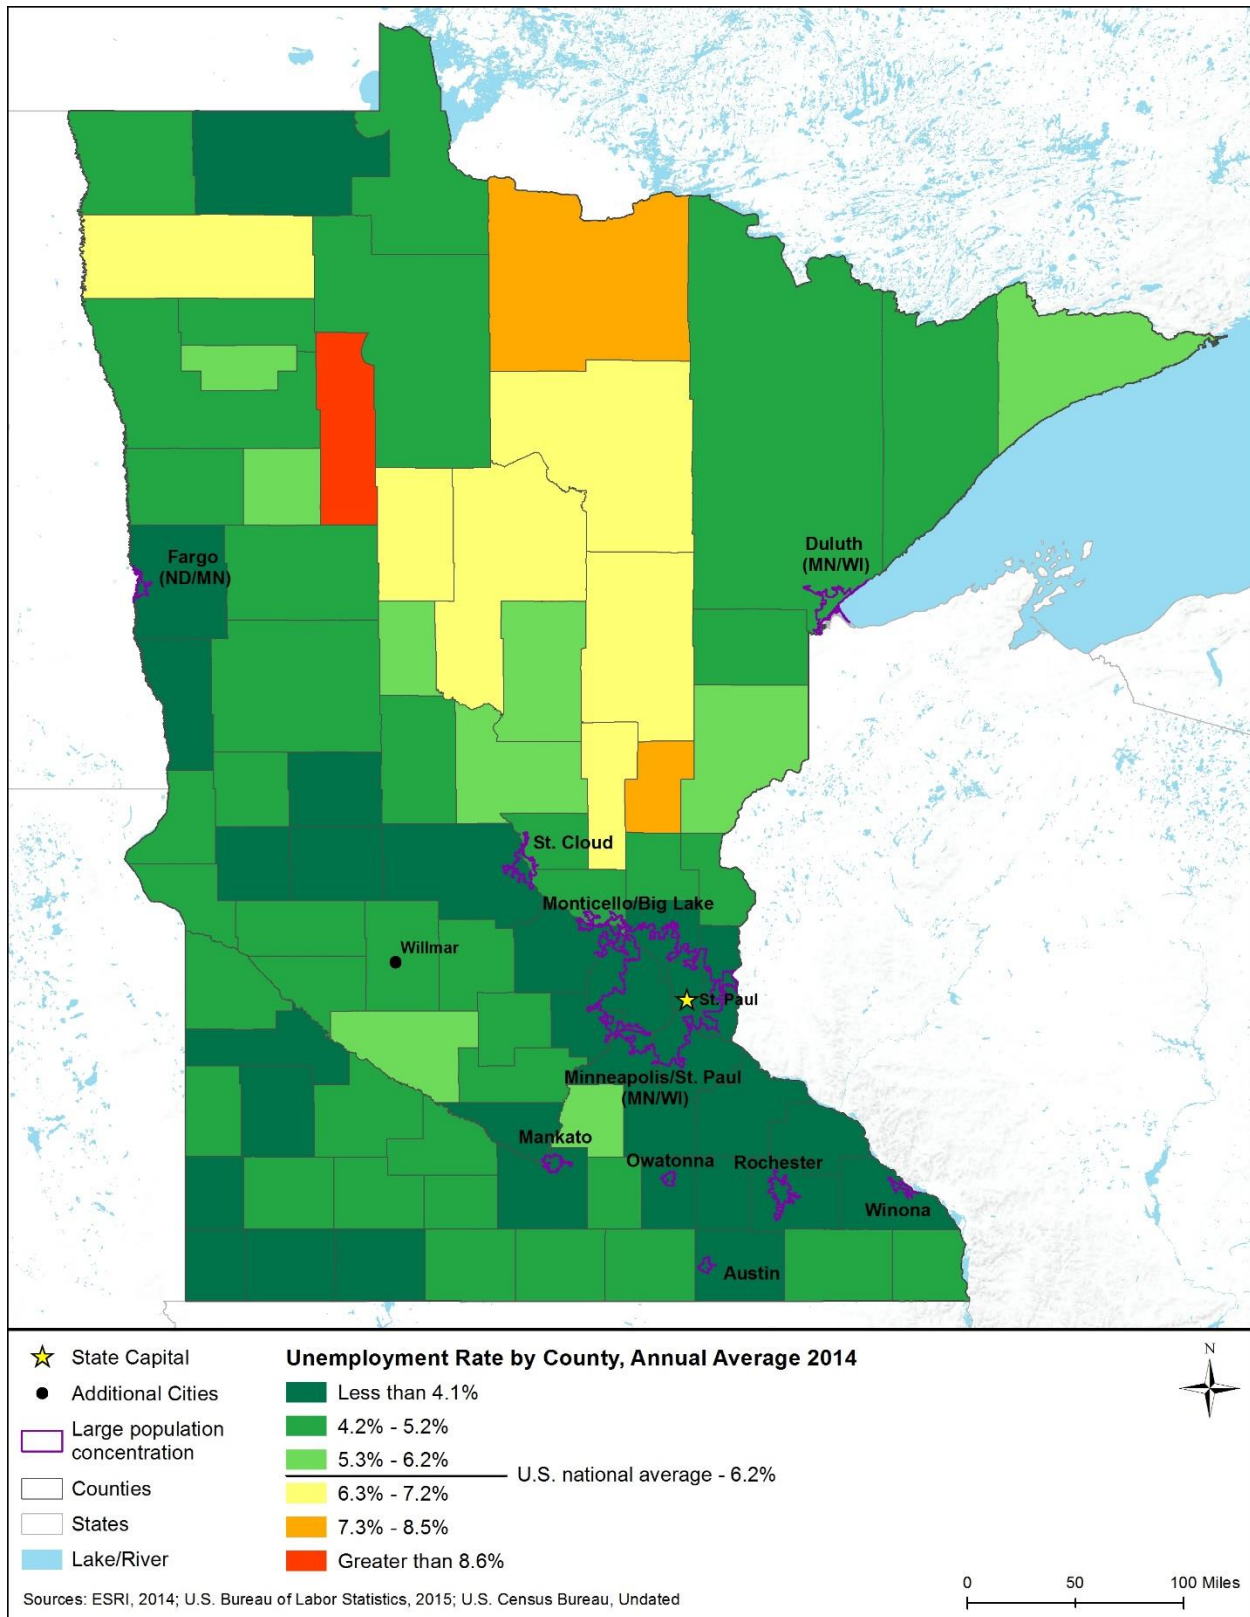 Duluth
(MN/WI)
Fargo
(ND/MN)
St. Cloud
Monticello/Big Lake
Willmar
St. Paul
Minneapolis/St. Paul
(MN/WI)
Mankato
Owatonna
Rochester
Winona
Austin
State Capital
Additional Cities
Large population
concentration
Counties
States
Lake/River
Unemployment Rate by County, Annual Average 2014
Less than 4.1%
4.2% - 5.2%
5.3% - 6.2%
U.S. national average - 6.2%
6.3% - 7.2%
7.3% - 8.5%
Greater than 8.6%
N
0 50 100 Miles
Sources: ESRI, 2014; U.S. Bureau of Labor Statistics, 2015; U.S. Census Bureau, Undated